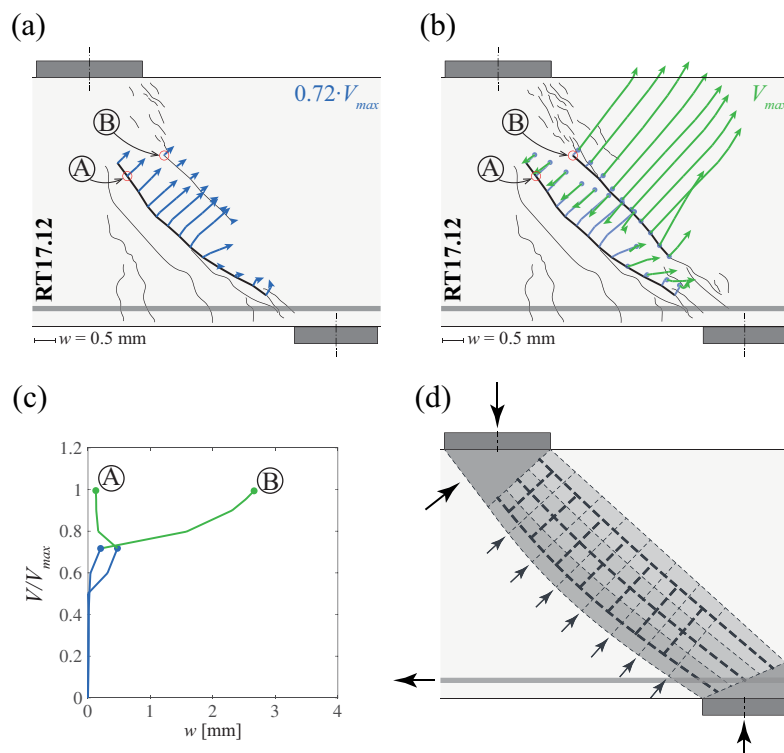 (a)
0.72·Vmax
B
A
RT17.12
w = 0.5 mm
(b)
Vmax
B
A
RT17.12
w = 0.5 mm
(c)
1.2
1
0.8
0.6
0.4
0.2
0
V/Vmax
A
B
0 1 2 3 4
w [mm]
(d)